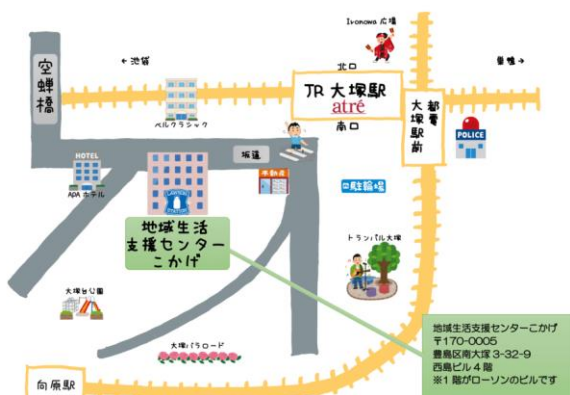 Ironowa 広場
←池袋
北口
巣鴨→
空蝉橋
JR 大塚駅
atré
南口
都電
大塚駅前
POLICE
ベルクラシック
HOTEL
APA ホテル
坂道
不動産
LAWSON
STATION
駐輪場
地域生活
支援センター
こかげ
トランパル大塚
大塚台公園
大塚バラロード
向原駅
地域生活支援センターこかげ
〒170-0005
豊島区南大塚 3-32-9
西島ビル 4 階
※1 階がローソンのビルです